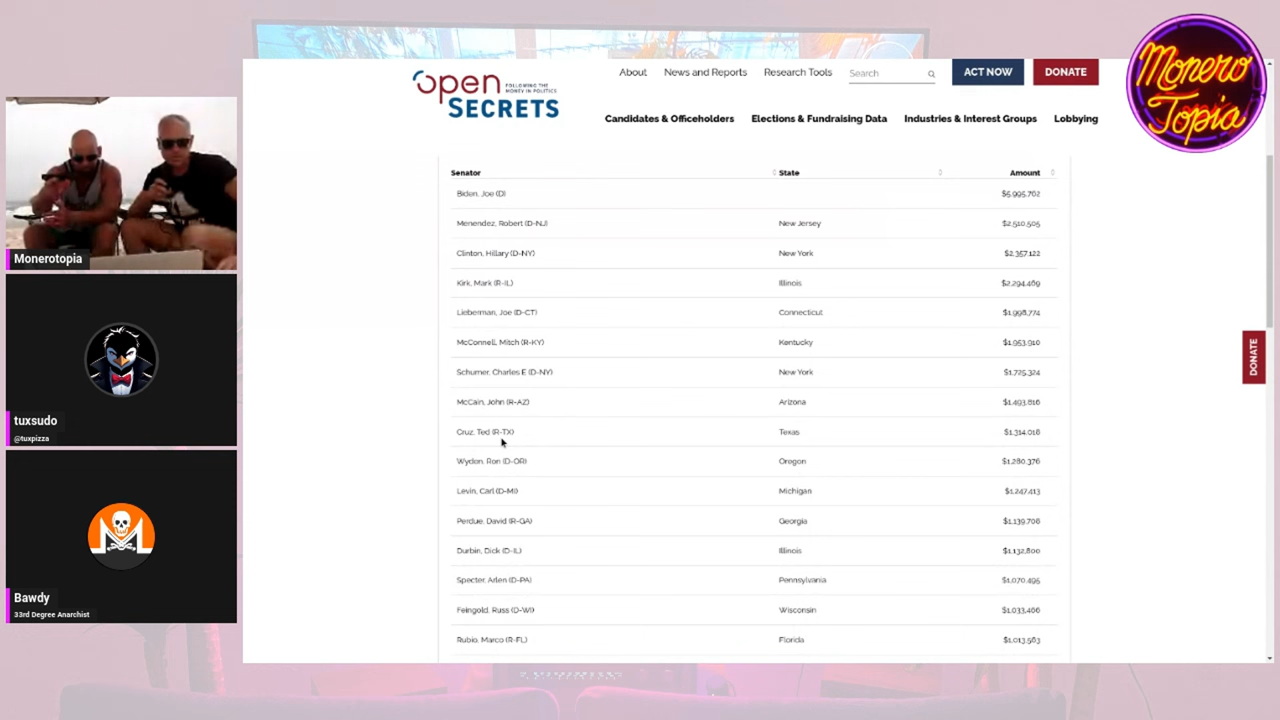 Monero
Topia
About
News and Reports
Research Tools
Search
ACT NOW
DONATE
Open
SECRETS
FOLLOWING THE
MONEY IN POLITICS
Candidates & Officeholders
Elections & Fundraising Data
Industries & Interest Groups
Lobbying
Senator State Amount
Biden, Joe (D) $5,995,762
Menendez, Robert (D-NJ) New Jersey $2,510,505
Clinton, Hillary (D-NY) New York $2,357,122
Kirk, Mark (R-IL) Illinois $2,294,469
Lieberman, Joe (D-CT) Connecticut $1,998,774
McConnell, Mitch (R-KY) Kentucky $1,953,910
Schumer, Charles E (D-NY) New York $1,725,324
McCain, John (R-AZ) Arizona $1,493,816
Cruz, Ted (R-TX) Texas $1,314,018
Wyden, Ron (D-OR) Oregon $1,280,376
Levin, Carl (D-MI) Michigan $1,247,413
Perdue, David (R-GA) Georgia $1,139,708
Durbin, Dick (D-IL) Illinois $1,132,800
Specter, Arlen (D-PA) Pennsylvania $1,070,495
Feingold, Russ (D-WI) Wisconsin $1,033,466
Rubio, Marco (R-FL) Florida $1,013,563
DONATE
Monerotopia
tuxsudo
@tuxpizza
M
Bawdy
33rd Degree Anarchist